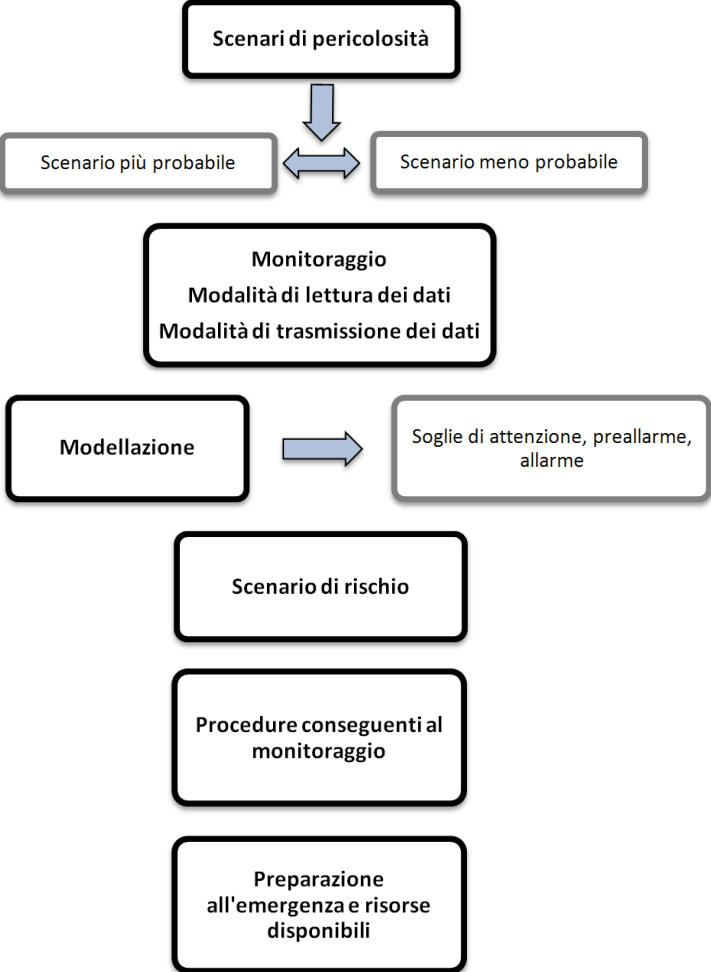 Scenari di pericolosità
Scenario più probabile
Scenario meno probabile
Monitoraggio
Modalità di lettura dei dati
Modalità di trasmissione dei dati
Modellazione
Soglie di attenzione, preallarme,
allarme
Scenario di rischio
Procedure conseguenti al
monitoraggio
Preparazione
all'emergenza e risorse
disponibili